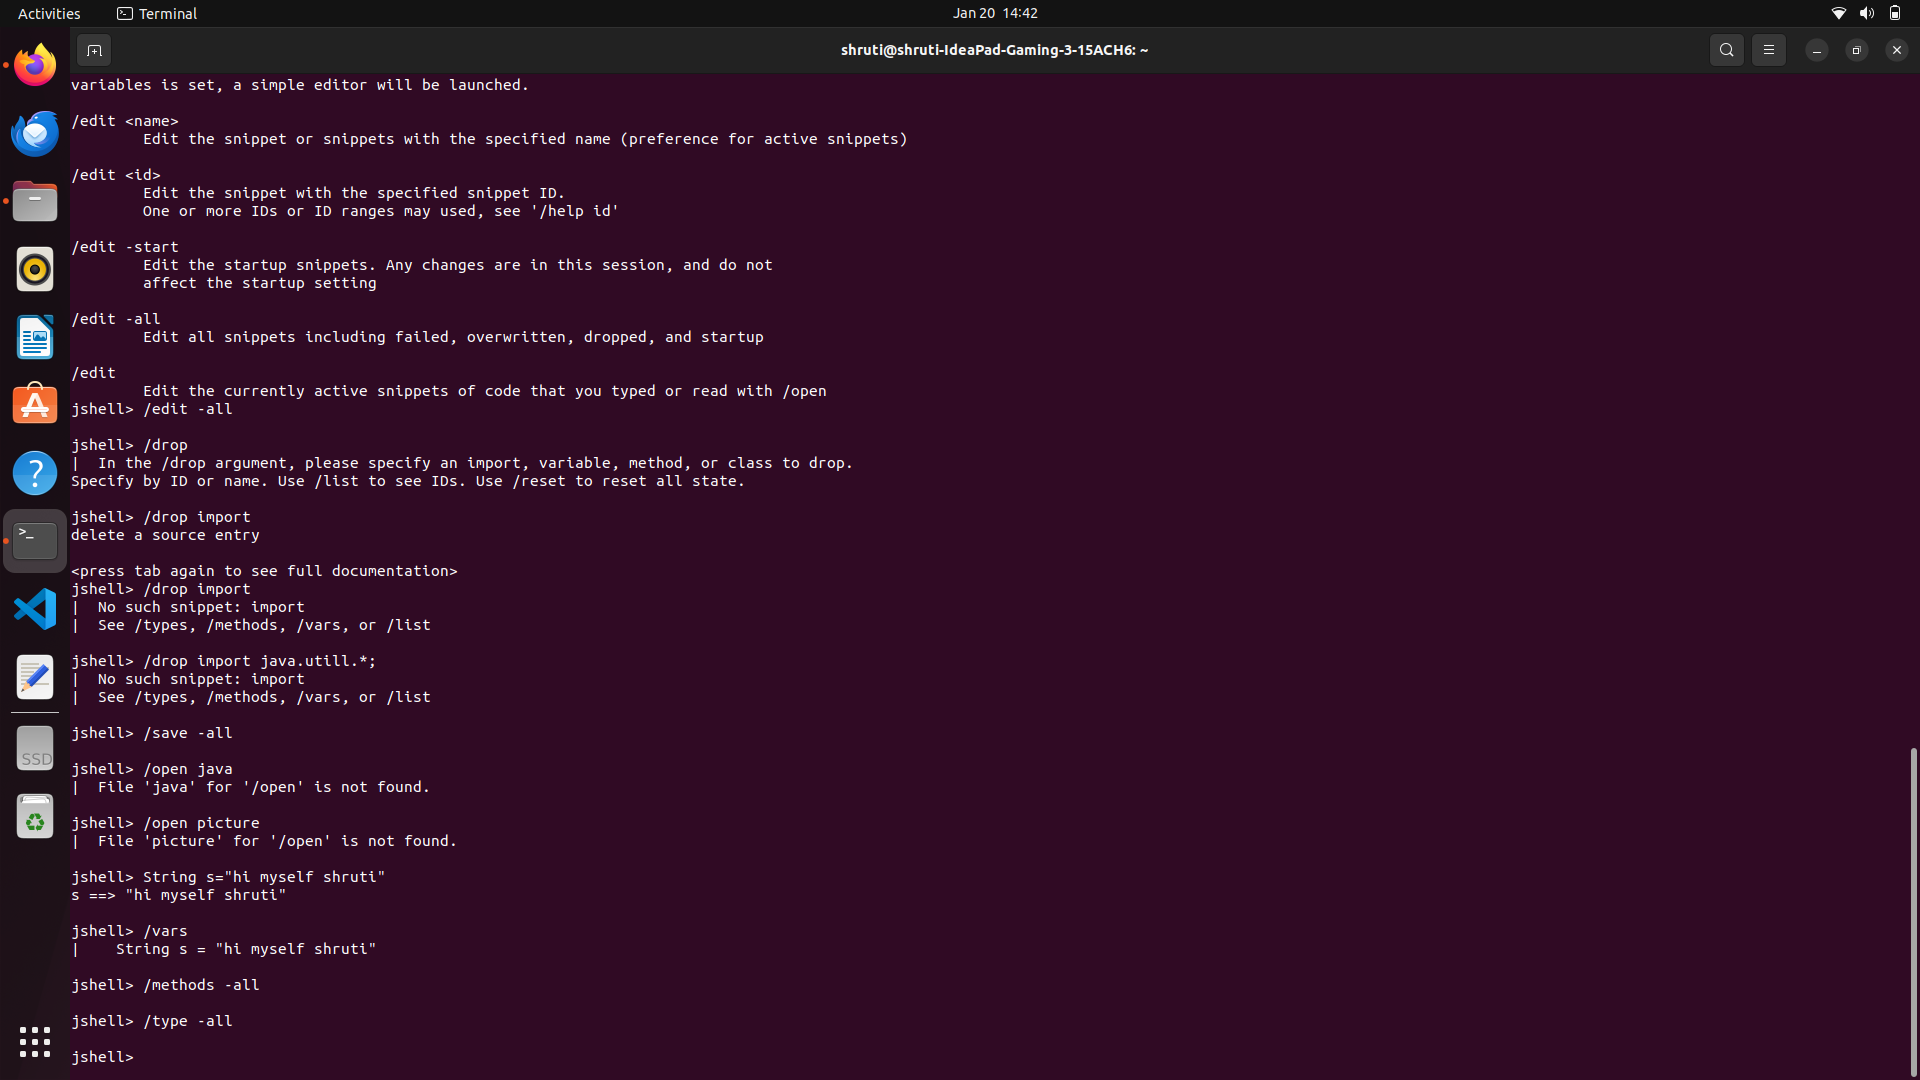 Activities
Terminal
Jan 20 14:42
shruti@shruti-IdeaPad-Gaming-3-15ACH6: ~
variables is set, a simple editor will be launched.
/edit <name>
Edit the snippet or snippets with the specified name (preference for active snippets)
/edit <id>
Edit the snippet with the specified snippet ID.
One or more IDs or ID ranges may used, see '/help id'
/edit -start
Edit the startup snippets. Any changes are in this session, and do not
affect the startup setting
/edit -all
Edit all snippets including failed, overwritten, dropped, and startup
/edit
Edit the currently active snippets of code that you typed or read with /open
jshell> /edit -all
jshell> /drop
|  In the /drop argument, please specify an import, variable, method, or class to drop.
Specify by ID or name. Use /list to see IDs. Use /reset to reset all state.
jshell> /drop import
delete a source entry
<press tab again to see full documentation>
jshell> /drop import
|  No such snippet: import
|  See /types, /methods, /vars, or /list
jshell> /drop import java.utill.*;
|  No such snippet: import
|  See /types, /methods, /vars, or /list
jshell> /save -all
jshell> /open java
|  File 'java' for '/open' is not found.
jshell> /open picture
|  File 'picture' for '/open' is not found.
jshell> String s="hi myself shruti"
s ==> "hi myself shruti"
jshell> /vars
|    String s = "hi myself shruti"
jshell> /methods -all
jshell> /type -all
jshell>
SSD